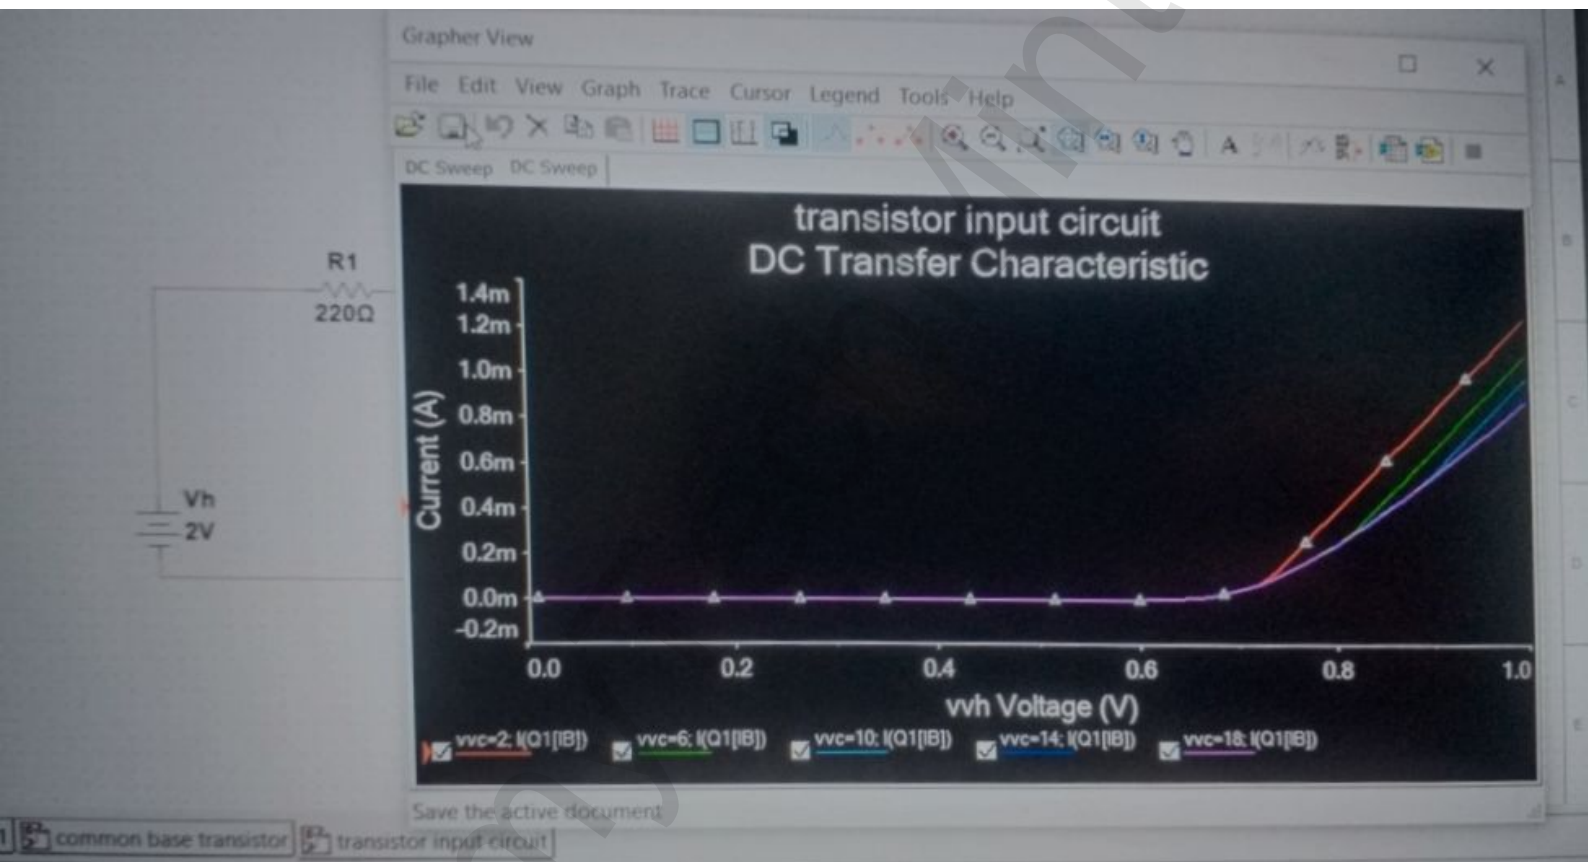 Grapher View
File Edit View Graph Trace Cursor Legend Tools Help
DC Sweep DC Sweep
transistor input circuit
DC Transfer Characteristic
R1
220Ω
Vh
2V
Current (A)
1.4m
1.2m
1.0m
0.8m
0.6m
0.4m
0.2m
0.0m
-0.2m
0.0 0.2 0.4 0.6 0.8 1.0
vvh Voltage (V)
vvc=2; I(Q1[IB]) vvc=6; I(Q1[IB]) vvc=10; I(Q1[IB]) vvc=14; I(Q1[IB]) vvc=18; I(Q1[IB])
Save the active document
common base transistor transistor input circuit
A
B
C
D
E